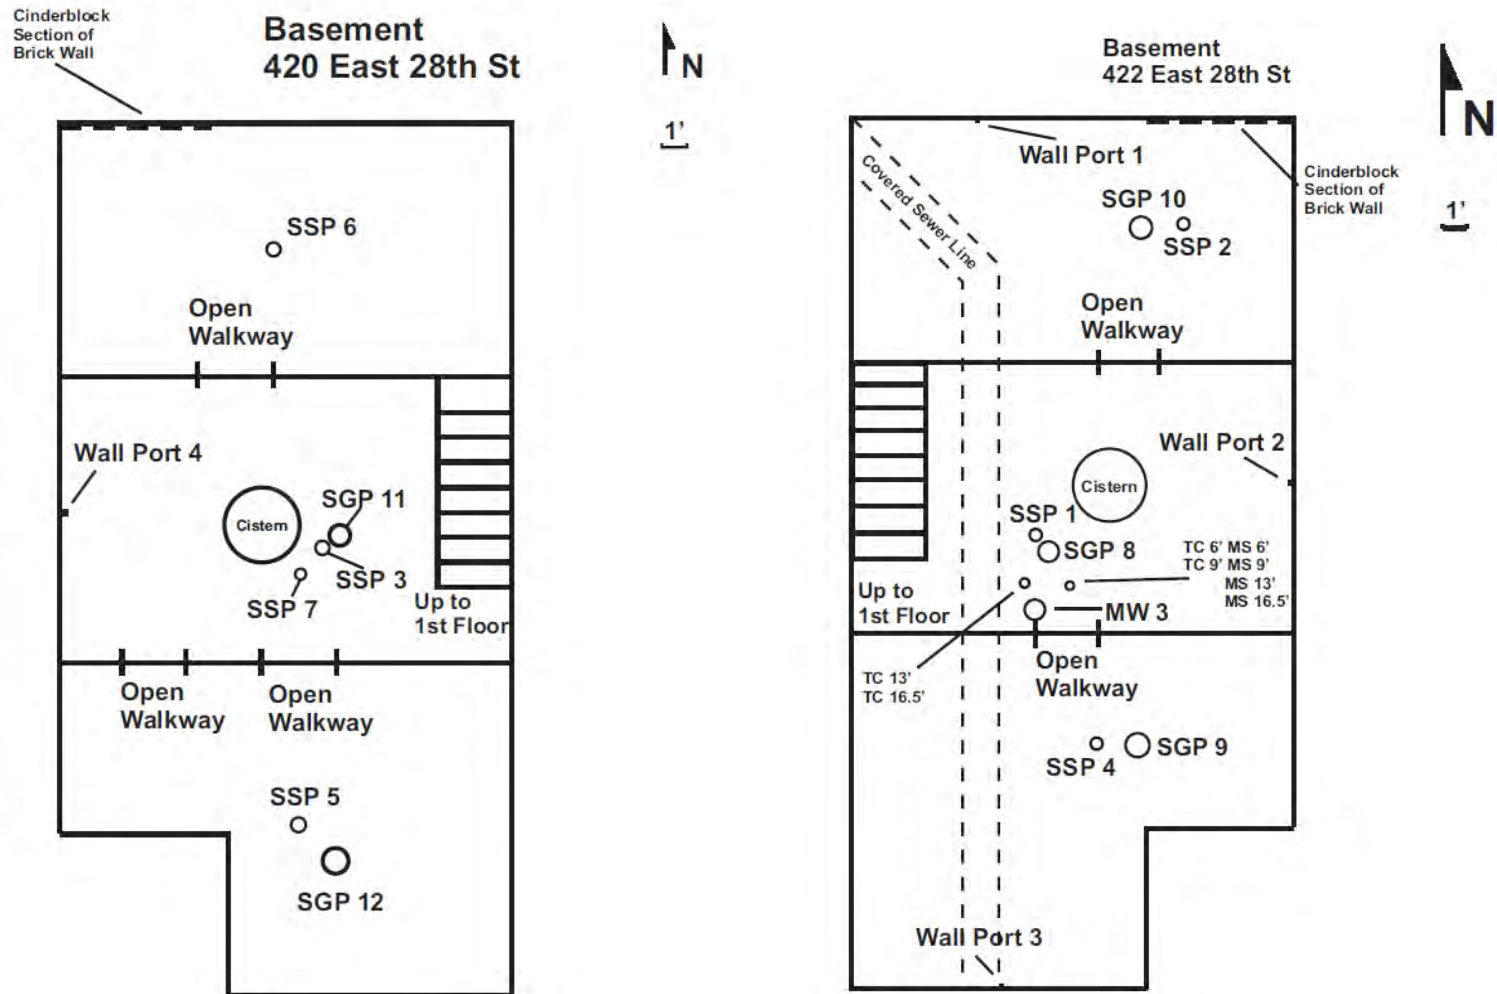 Cinderblock
Section of
Brick Wall
Basement
420 East 28th St
N
1'
SSP 6
Open
Walkway
Wall Port 4
Cistern
SGP 11
SSP 3
SSP 7
Up to
1st Floor
Open
Walkway
Open
Walkway
SSP 5
SGP 12
Basement
422 East 28th St
N
1'
Wall Port 1
Cinderblock
Section of
Brick Wall
Covered Sewer Line
SGP 10
SSP 2
Open
Walkway
Wall Port 2
Cistern
SSP 1
SGP 8
TC 6' MS 6'
TC 9' MS 9'
MS 13'
MS 16.5'
Up to
1st Floor
MW 3
TC 13'
TC 16.5'
Open
Walkway
SSP 4
SGP 9
Wall Port 3